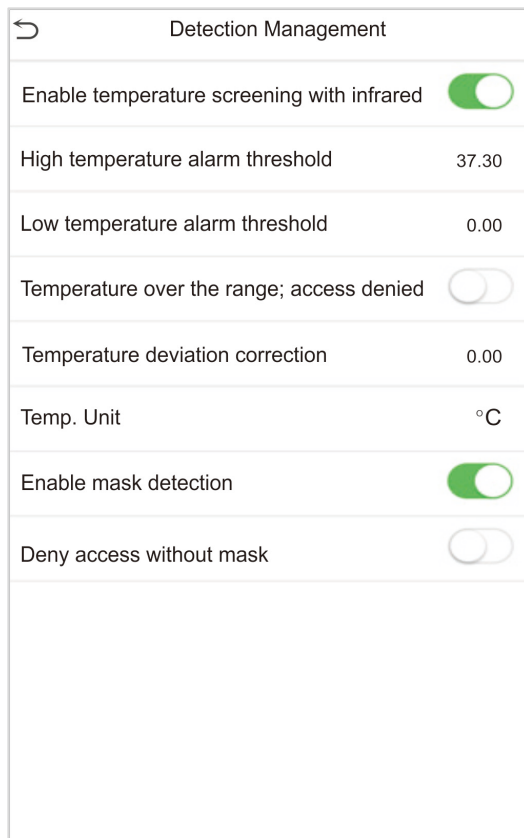 Detection Management
Enable temperature screening with infrared
High temperature alarm threshold 37.30
Low temperature alarm threshold 0.00
Temperature over the range; access denied
Temperature deviation correction 0.00
Temp. Unit °C
Enable mask detection
Deny access without mask